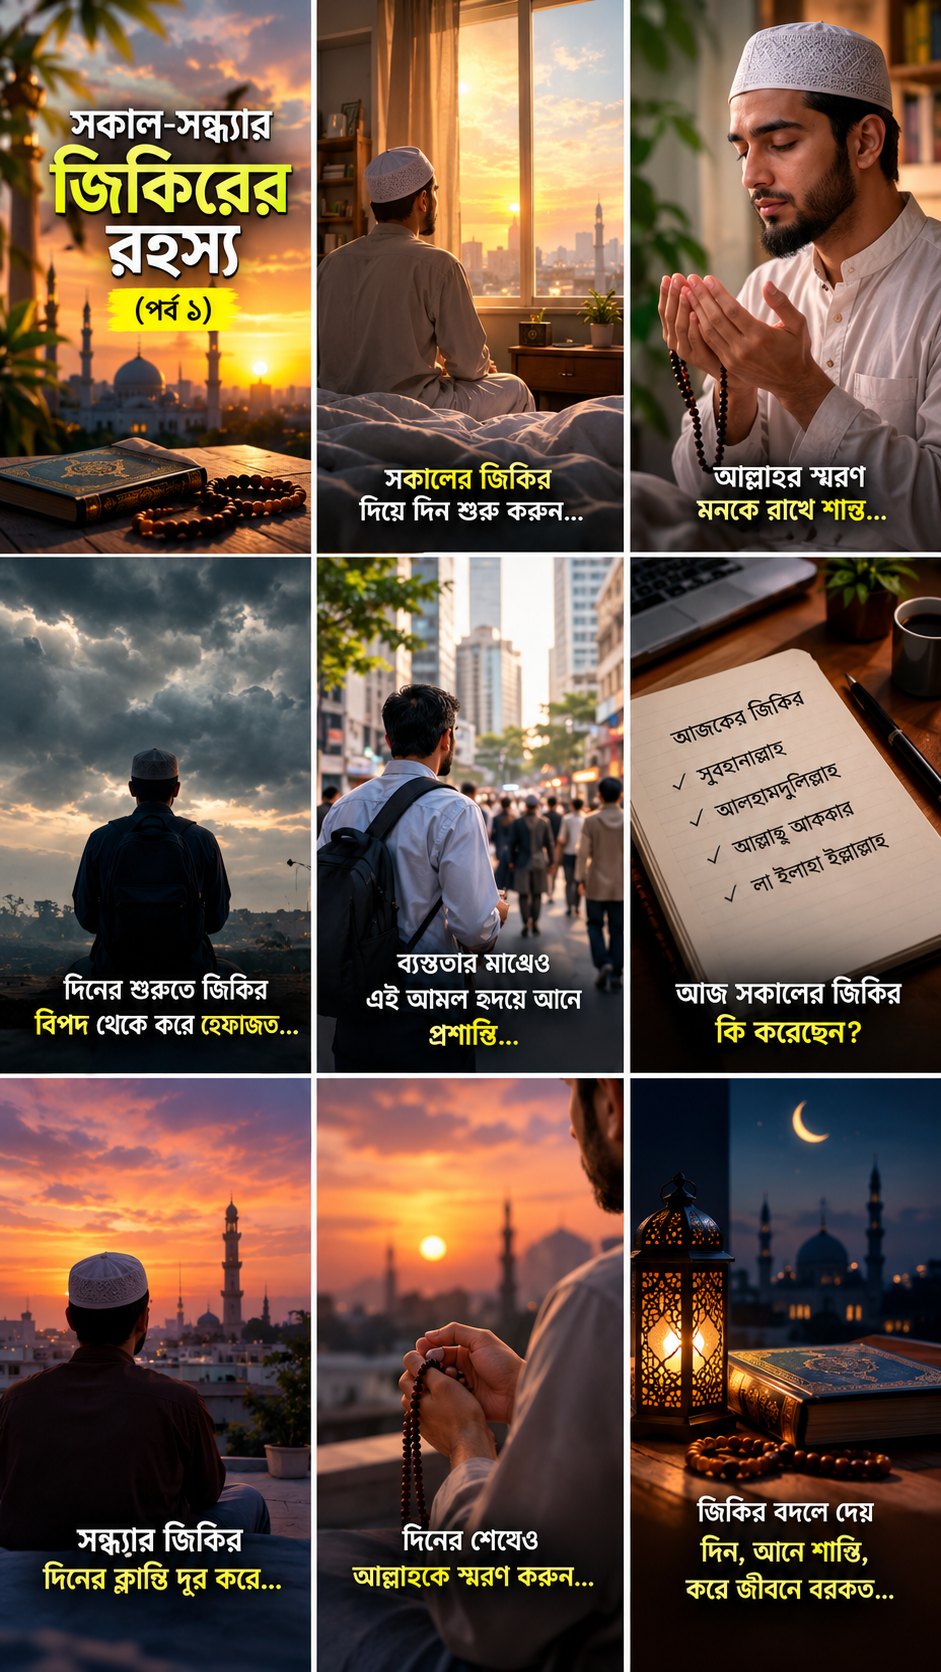 সকাল-সন্ধ্যার
জিকিরের
রহস্য
(পর্ব ১)
সকালের জিকির
দিয়ে দিন শুরু করুন...
আল্লাহর স্মরণ
মনকে রাখে শান্ত...
দিনের শুরুতে জিকির
বিপদ থেকে করে হেফাজত...
ব্যস্ততার মাঝেও
এই আমল হৃদয়ে আনে
প্রশান্তি...
আজকের জিকির
✓ সুবহানাল্লাহ
✓ আলহামদুলিল্লাহ
✓ আল্লাহু আকবার
✓ লা ইলাহা ইল্লাল্লাহ
আজ সকালের জিকির
কি করেছেন?
সন্ধ্যার জিকির
দিনের ক্লান্তি দূর করে...
দিনের শেষেও
আল্লাহকে স্মরণ করুন...
জিকির বদলে দেয়
দিন, আনে শান্তি,
করে জীবনে বরকত...